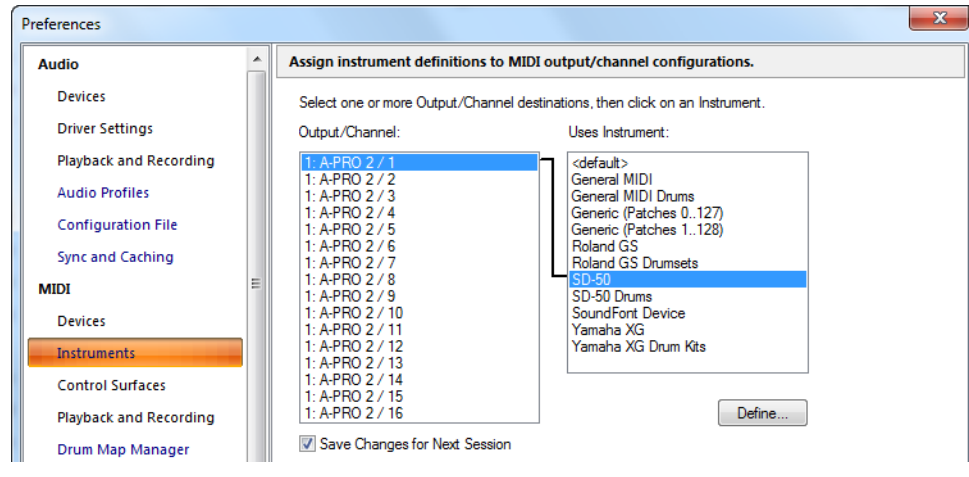 Preferences
Audio
Devices
Driver Settings
Playback and Recording
Audio Profiles
Configuration File
Sync and Caching
MIDI
Devices
Instruments
Control Surfaces
Playback and Recording
Drum Map Manager
Assign instrument definitions to MIDI output/channel configurations.
Select one or more Output/Channel destinations, then click on an Instrument.
Output/Channel:
1: A-PRO 2 / 1
1: A-PRO 2 / 2
1: A-PRO 2 / 3
1: A-PRO 2 / 4
1: A-PRO 2 / 5
1: A-PRO 2 / 6
1: A-PRO 2 / 7
1: A-PRO 2 / 8
1: A-PRO 2 / 9
1: A-PRO 2 / 10
1: A-PRO 2 / 11
1: A-PRO 2 / 12
1: A-PRO 2 / 13
1: A-PRO 2 / 14
1: A-PRO 2 / 15
1: A-PRO 2 / 16
Uses Instrument:
<default>
General MIDI
General MIDI Drums
Generic (Patches 0..127)
Generic (Patches 1..128)
Roland GS
Roland GS Drumsets
SD-50
SD-50 Drums
SoundFont Device
Yamaha XG
Yamaha XG Drum Kits
Define...
Save Changes for Next Session